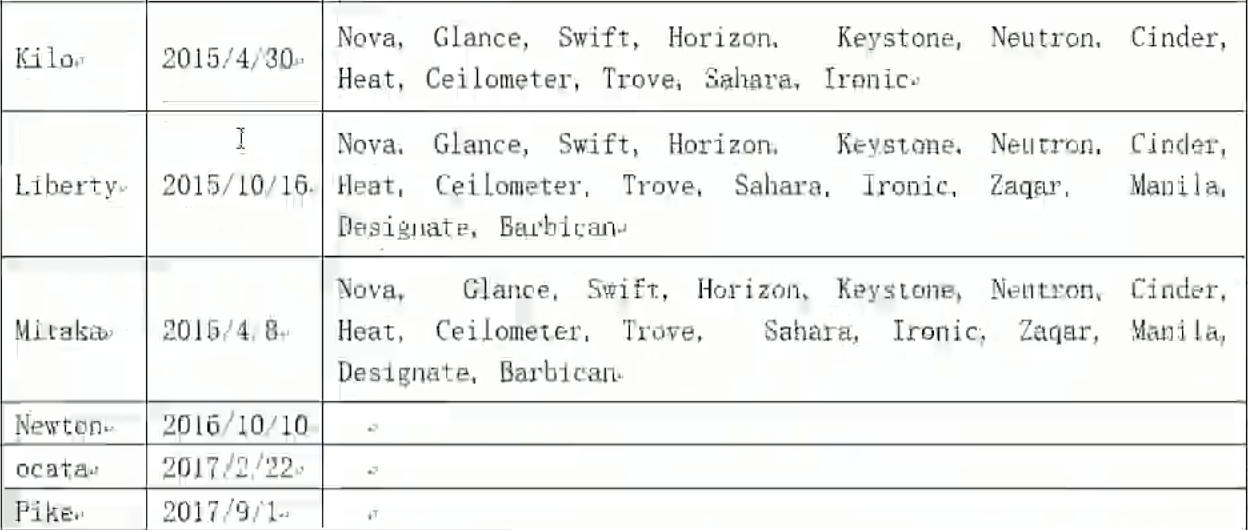 Kilo 2015/4/30 Nova, Glance, Swift, Horizon, Keystone, Neutron, Cinder,
Heat, Ceilometer, Trove, Sahara, Ironic
Liberty 2015/10/16 Nova, Glance, Swift, Horizon, Keystone, Neutron, Cinder,
Heat, Ceilometer, Trove, Sahara, Ironic, Zaqar, Manila,
Designate, Barbican
Mitaka 2015/4/8 Nova, Glance, Swift, Horizon, Keystone, Neutron, Cinder,
Heat, Ceilometer, Trove, Sahara, Ironic, Zaqar, Manila,
Designate, Barbican
Newton 2016/10/10
ocata 2017/2/22
Pike 2017/9/1